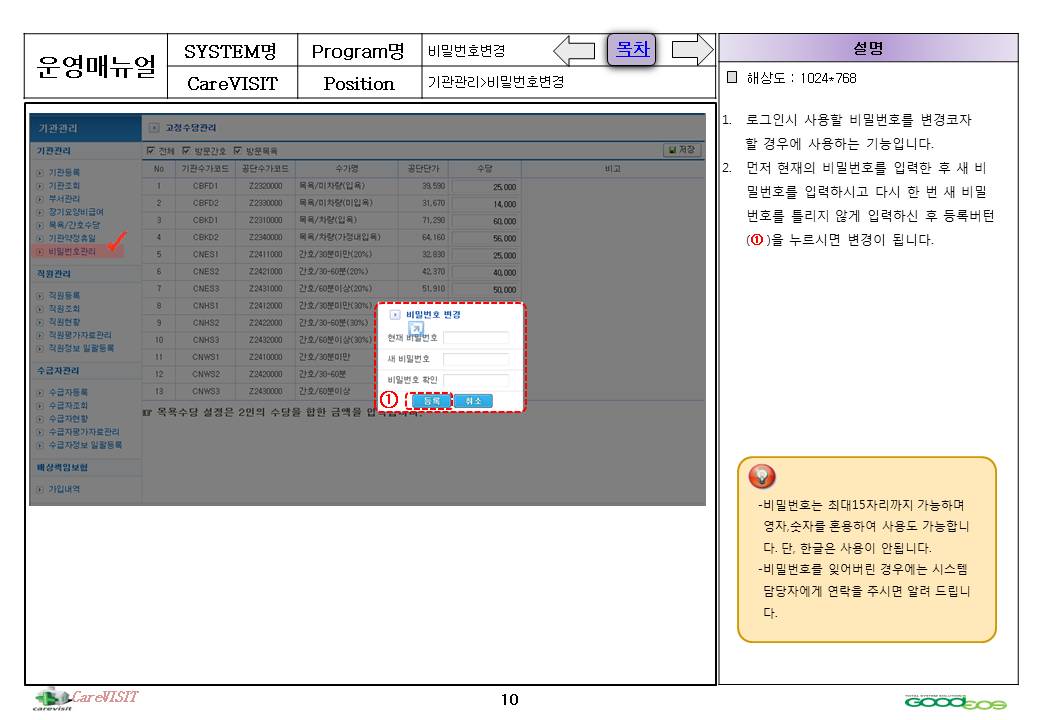 운영매뉴얼
SYSTEM명
Program명
비밀번호변경
목차
CareVISIT
Position
기관관리>비밀번호변경
설명
해상도 : 1024*768
1. 로그인시 사용할 비밀번호를 변경코자
할 경우에 사용하는 기능입니다.
2. 먼저 현재의 비밀번호를 입력한 후 새 비
밀번호를 입력하시고 다시 한 번 새 비밀
번호를 틀리지 않게 입력하신 후 등록버턴
(①)을 누르시면 변경이 됩니다.
기관관리
기관관리
기관등록
기관조회
부서관리
장기요양비급여
목욕/간호수당
기관약정휴일
비밀번호관리
직원관리
직원등록
직원조회
직원현황
직원평가자료관리
직원정보 일괄등록
수급자관리
수급자등록
수급자조회
수급자현황
수급자평가자료관리
수급자정보 일괄등록
배상책임보험
가입내역
고정수당관리
전체 방문간호 방문목욕
저장
No 기관수가코드 공단수가코드 수가명 공단단가 수당 비고
1 CBFD1 Z2320000 목욕/미차량(입욕) 39,590 25,000
2 CBFD2 Z2330000 목욕/미차량(미입욕) 31,670 14,000
3 CBKD1 Z2310000 목욕/차량(입욕) 71,290 60,000
4 CBKD2 Z2340000 목욕/차량(가정내입욕) 64,160 56,000
5 CNES1 Z2411000 간호/30분미만(20%) 32,830 25,000
6 CNES2 Z2421000 간호/30-60분(20%) 42,370 40,000
7 CNES3 Z2431000 간호/60분이상(20%) 51,910 50,000
8 CNHS1 Z2412000 간호/30분미만(30%)
9 CNHS2 Z2422000 간호/30-60분(30%)
10 CNHS3 Z2432000 간호/60분이상(30%)
11 CNWS1 Z2410000 간호/30분미만
12 CNWS2 Z2420000 간호/30-60분
13 CNWS3 Z2430000 간호/60분이상
☞ 목욕수당 설정은 2인의 수당을 합한 금액을
비밀번호 변경
현재 비밀번호
새 비밀번호
비밀번호 확인
① 등록 취소
-비밀번호는 최대15자리까지 가능하며
영자,숫자를 혼용하여 사용도 가능합니
다. 단, 한글은 사용이 안됩니다.
-비밀번호를 잊어버린 경우에는 시스템
담당자에게 연락을 주시면 알려 드립니
다.
CareVISIT
carevisit
10
TOTAL SYSTEM SOLUTIONS
GOODEOS